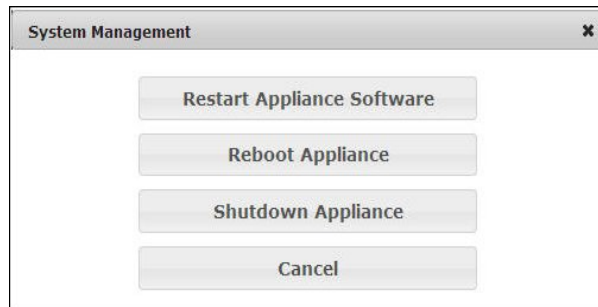 System Management
Restart Appliance Software
Reboot Appliance
Shutdown Appliance
Cancel